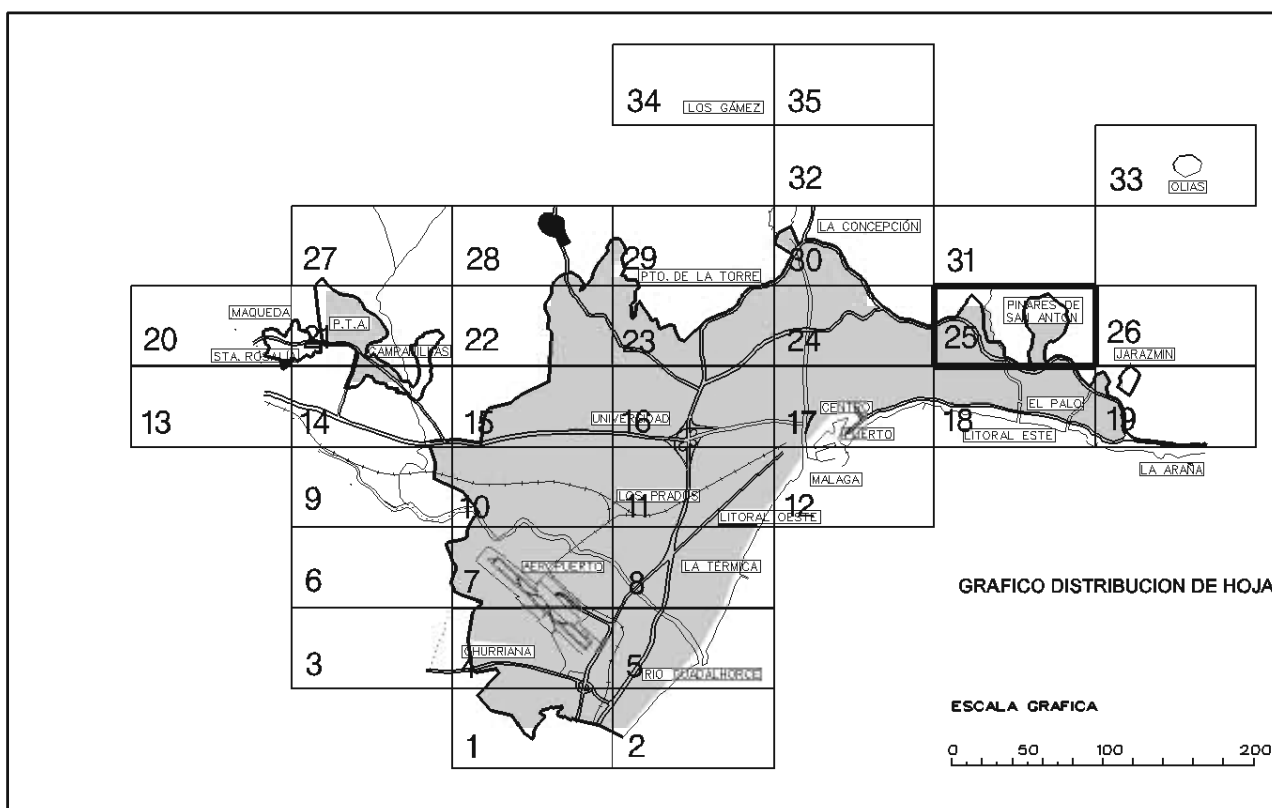 34 LOS GÁMEZ 35
32 33
OLIAS
LA CONCEPCIÓN
27 28 29 30 31
PTO. DE LA TORRE
MAQUEDA P.T.A. PINARES DE
SAN ANTÓN
20 21 22 23 24 25 26
STA. ROSALIA CAMPANILLAS JARAZMIN
CENTRO EL PALO
13 14 15 UNIVERSIDAD 16 17 18 19
PUERTO LITORAL ESTE
MALAGA LA ARAÑA
9 10 LOS PRADOS 11 12
LITORAL OESTE
AEROPUERTO LA TÉRMICA
6 7 8
GRAFICO DISTRIBUCION DE HOJA
CHURRIANA
3 5 RIO GUADALHORCE
ESCALA GRAFICA
1 2
0 50 100 200